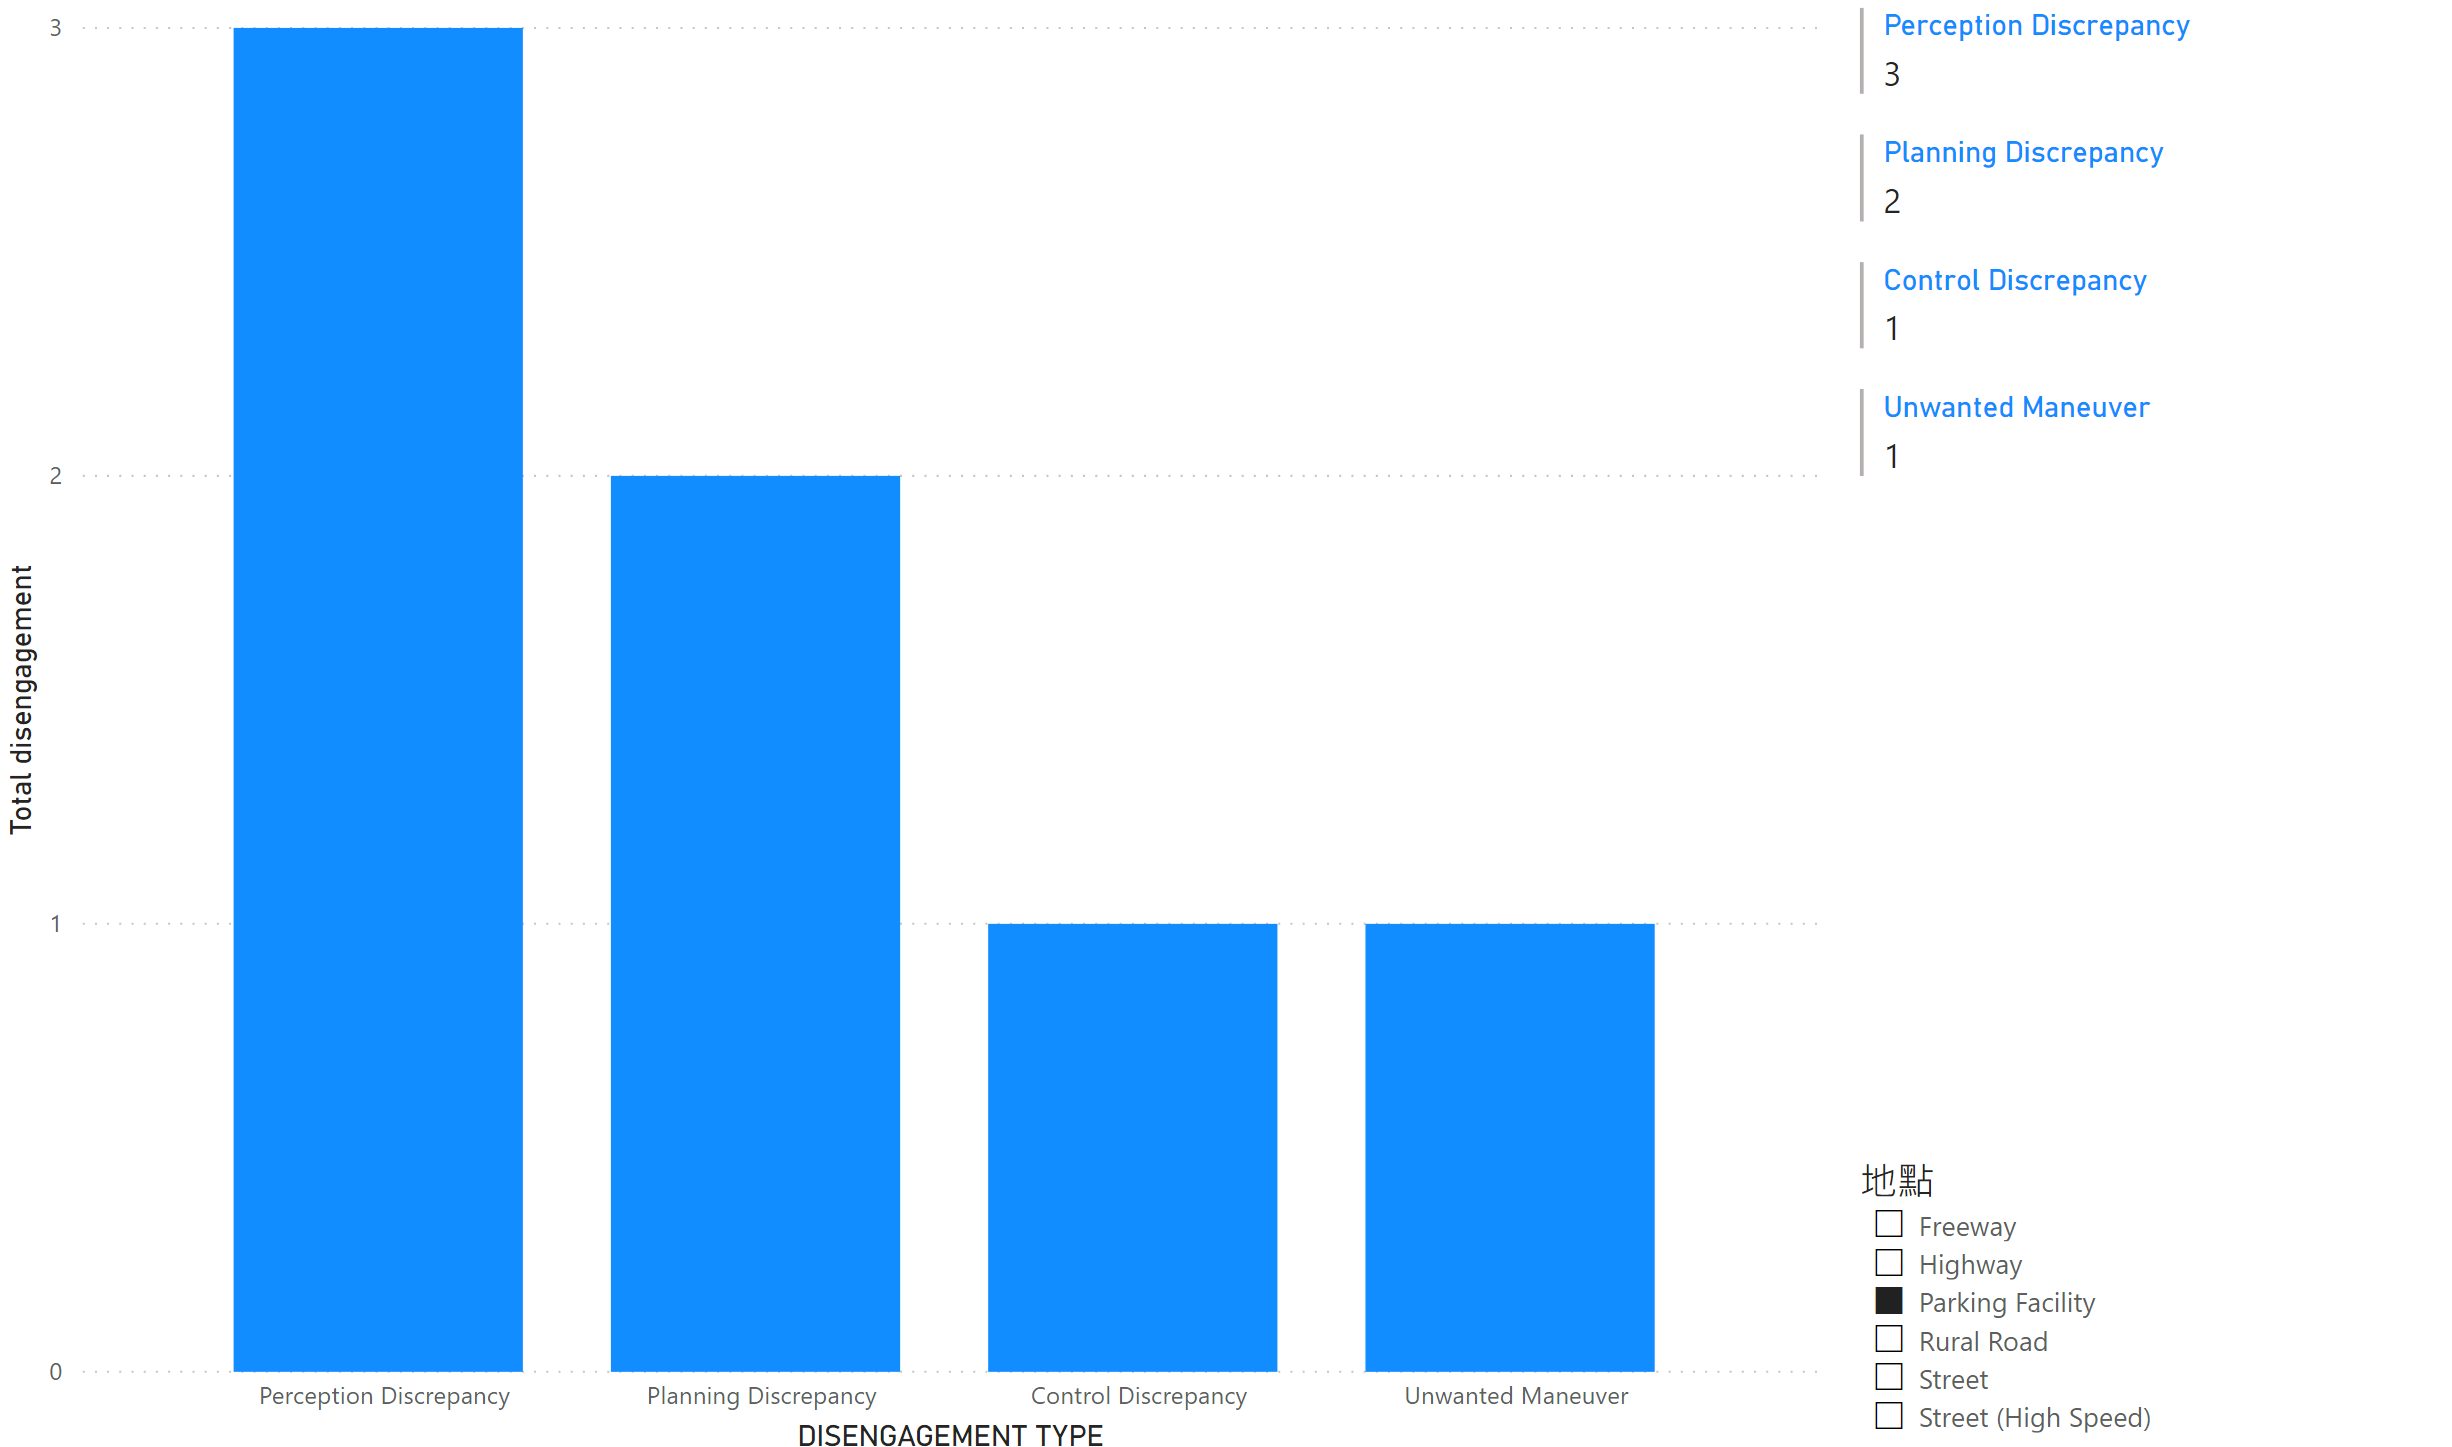 3
2
1
0
Total disengagement
Perception Discrepancy
Planning Discrepancy
Control Discrepancy
Unwanted Maneuver
DISENGAGEMENT TYPE
Perception Discrepancy
3
Planning Discrepancy
2
Control Discrepancy
1
Unwanted Maneuver
1
地點
Freeway
Highway
Parking Facility
Rural Road
Street
Street (High Speed)